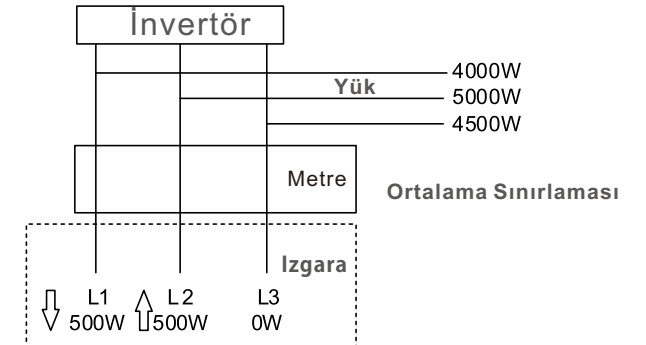 İnvertör
4000W
Yük
5000W
4500W
Metre
Ortalama Sınırlaması
Izgara
L1 L2 L3
500W 500W 0W